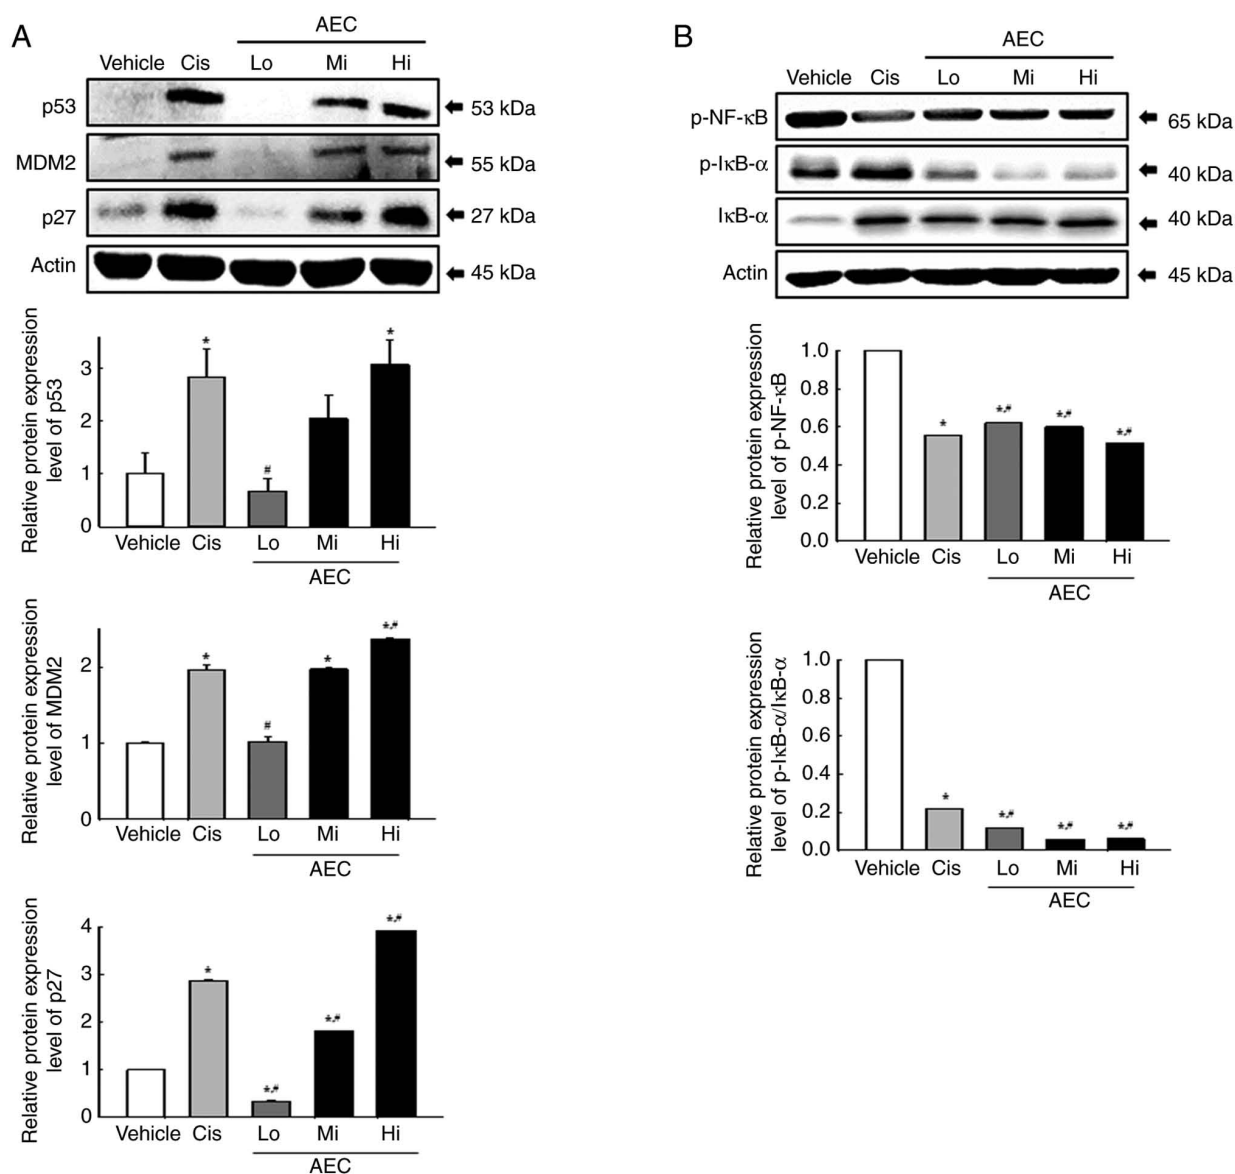 A
AEC
Vehicle Cis Lo Mi Hi
p53 53 kDa
MDM2 55 kDa
p27 27 kDa
Actin 45 kDa
Relative protein expression
level of p53
3
2
1
0
* # *
Vehicle Cis Lo Mi Hi
AEC
Relative protein expression
level of MDM2
2
1
0
* # * *,#
Vehicle Cis Lo Mi Hi
AEC
Relative protein expression
level of p27
4
3
2
1
0
* *,# *,# *,#
Vehicle Cis Lo Mi Hi
AEC
B
AEC
Vehicle Cis Lo Mi Hi
p-NF-κB 65 kDa
p-IκB-α 40 kDa
IκB-α 40 kDa
Actin 45 kDa
Relative protein expression
level of p-NF-κB
1.0
0.8
0.6
0.4
0.2
0.0
* *,# *,# *,#
Vehicle Cis Lo Mi Hi
AEC
Relative protein expression
level of p-IκB-α/IκB-α
1.0
0.8
0.6
0.4
0.2
0.0
* *,# *,# *,#
Vehicle Cis Lo Mi Hi
AEC